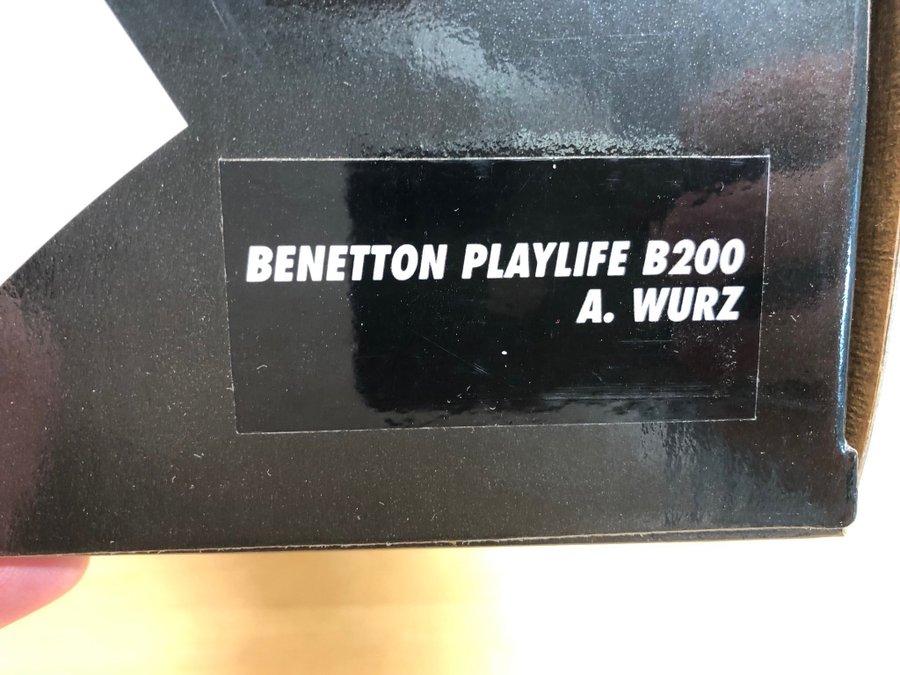 BENETTON PLAYLIFE B200
A. WURZ